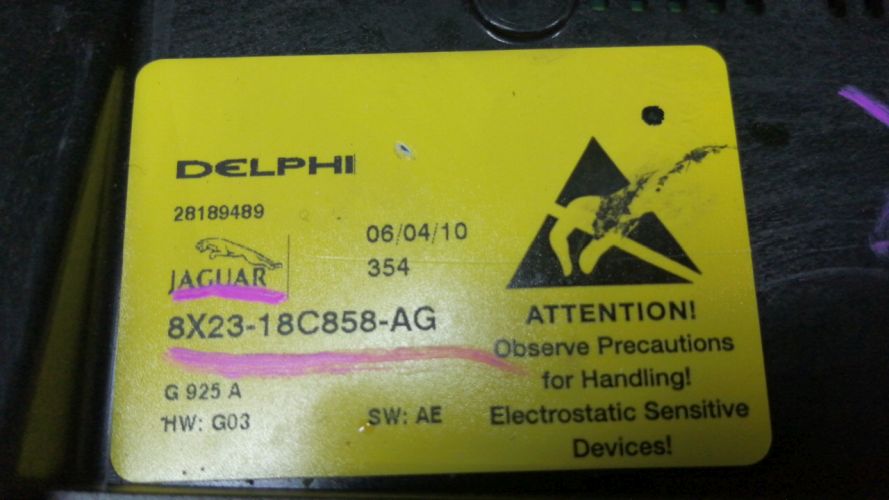 DELPHI
28189489
JAGUAR
06/04/10
354
8X23-18C858-AG
G 925 A
HW: G03
SW: AE
ATTENTION!
Observe Precautions
for Handling!
Electrostatic Sensitive
Devices!